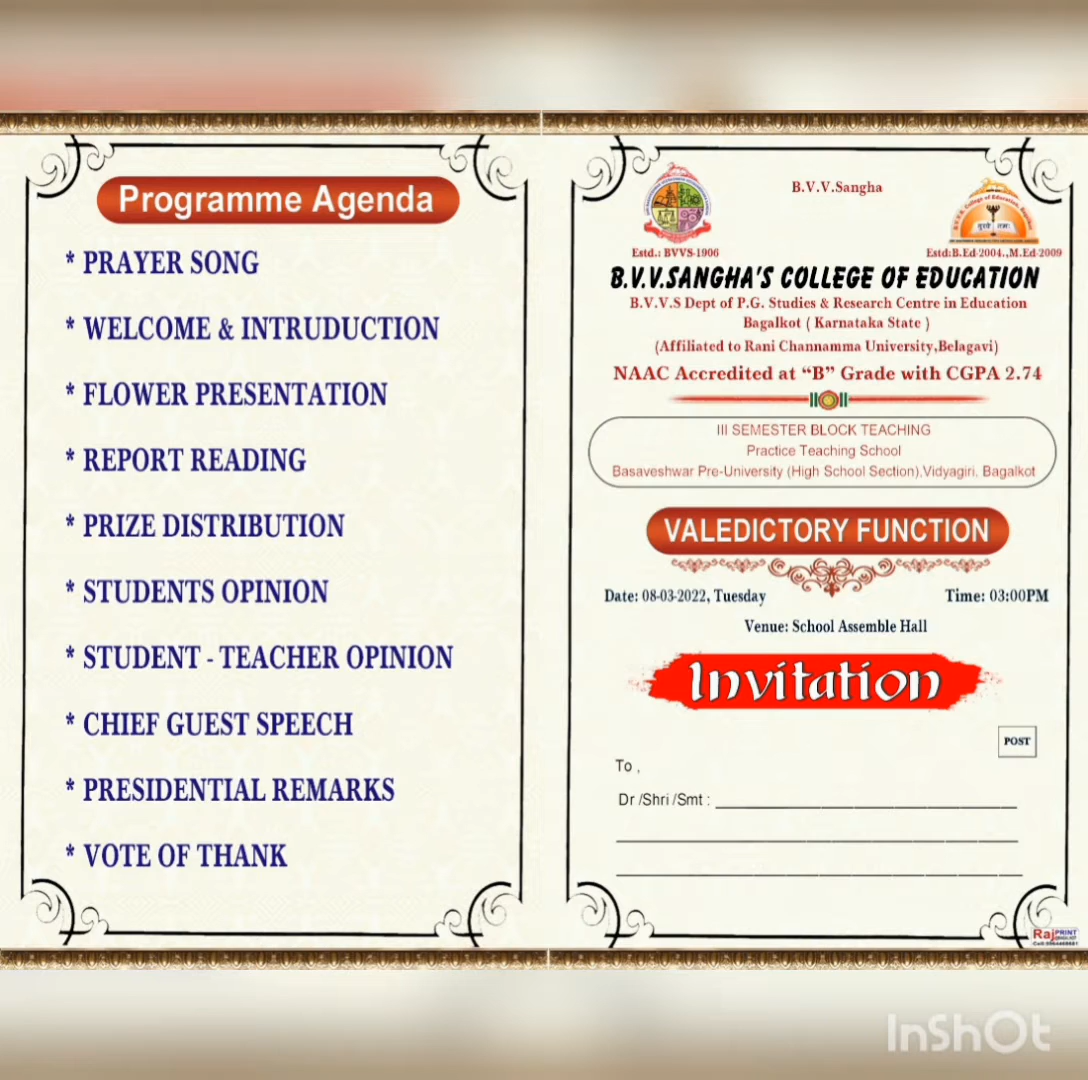 Programme Agenda
* PRAYER SONG
* WELCOME & INTRUDUCTION
* FLOWER PRESENTATION
* REPORT READING
* PRIZE DISTRIBUTION
* STUDENTS OPINION
* STUDENT - TEACHER OPINION
* CHIEF GUEST SPEECH
* PRESIDENTIAL REMARKS
* VOTE OF THANK
B.V.V.Sangha
Estd.: BVVS-1906
Estd:B.Ed-2004.,M.Ed-2009
B.V.V.SANGHA'S COLLEGE OF EDUCATION
B.V.V.S Dept of P.G. Studies & Research Centre in Education
Bagalkot ( Karnataka State )
(Affiliated to Rani Channamma University,Belagavi)
NAAC Accredited at “B” Grade with CGPA 2.74
III SEMESTER BLOCK TEACHING
Practice Teaching School
Basaveshwar Pre-University (High School Section),Vidyagiri, Bagalkot
VALEDICTORY FUNCTION
Date: 08-03-2022, Tuesday
Time: 03:00PM
Venue: School Assemble Hall
Invitation
POST
To ,
Dr /Shri /Smt :
Raj PRINT
InShOt